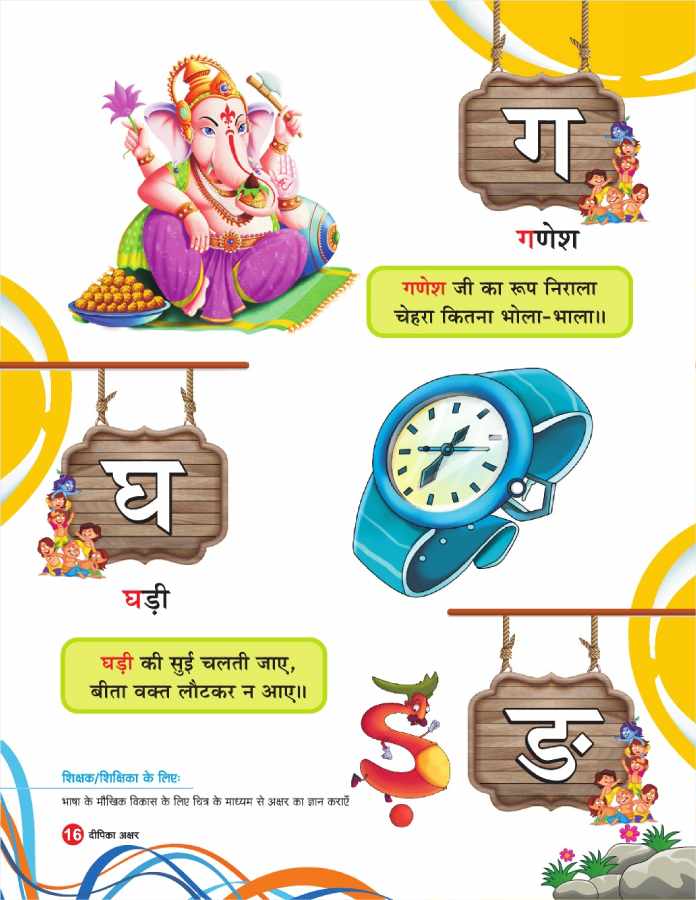 ग
गणेश
गणेश जी का रूप निराला
चेहरा कितना भोला-भाला॥
घ
घड़ी
घड़ी की सुई चलती जाए,
बीता वक्त लौटकर न आए॥
ङ
शिक्षक/शिक्षिका के लिएः
भाषा के मौखिक विकास के लिए चित्र के माध्यम से अक्षर का ज्ञान कराएँ
16 दीपिका अक्षर